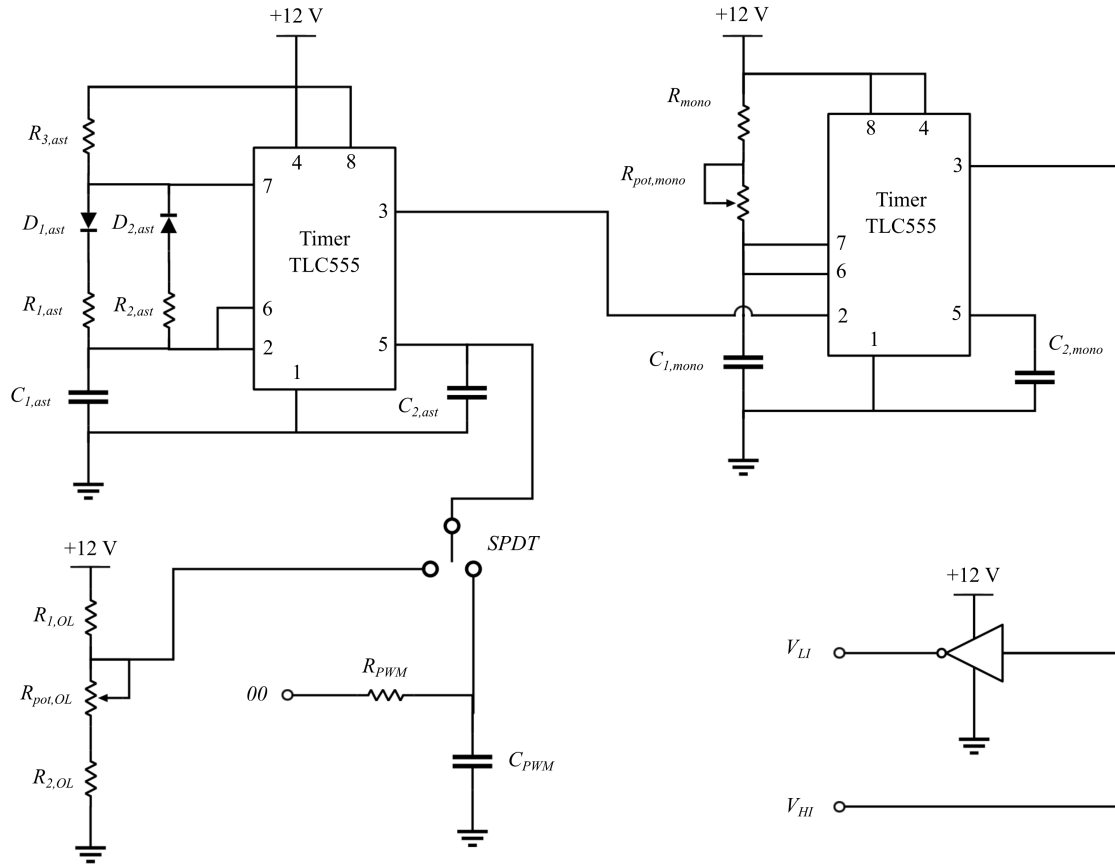 +12 V
+12 V
R3,ast
Rmono
4
8
8
4
7
3
Rpot,mono
3
D1,ast
D2,ast
Timer
TLC555
Timer
TLC555
7
6
R1,ast
R2,ast
6
2
5
2
5
1
C2,mono
C1,ast
1
C2,ast
C1,mono
SPDT
+12 V
+12 V
R1,OL
VLI
RPWM
Rpot,OL
00
R2,OL
CPWM
VHI